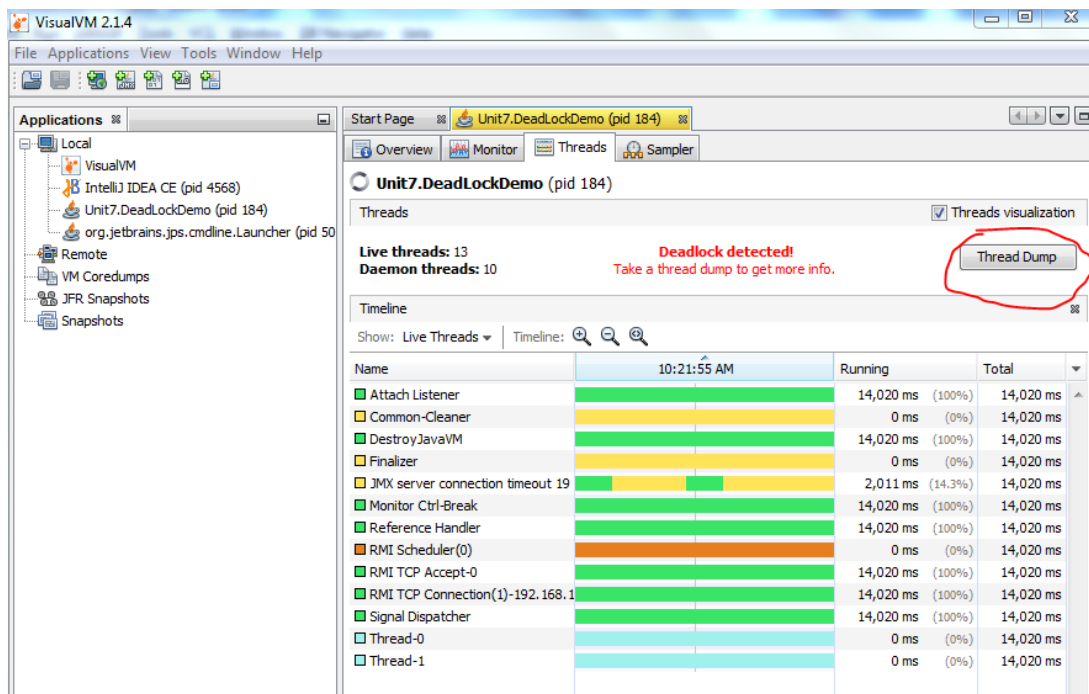 VisualVM 2.1.4
File Applications View Tools Window Help
Applications
Local
VisualVM
IntelliJ IDEA CE (pid 4568)
Unit7.DeadLockDemo (pid 184)
org.jetbrains.jps.cmdline.Launcher (pid 50
Remote
VM Coredumps
JFR Snapshots
Snapshots
Start Page Unit7.DeadLockDemo (pid 184)
Overview Monitor Threads Sampler
Unit7.DeadLockDemo (pid 184)
Threads Threads visualization
Live threads: 13 Deadlock detected! Thread Dump
Daemon threads: 10 Take a thread dump to get more info.
Timeline
Show: Live Threads Timeline:
Name 10:21:55 AM Running Total
Attach Listener 14,020 ms (100%) 14,020 ms
Common-Cleaner 0 ms (0%) 14,020 ms
DestroyJavaVM 14,020 ms (100%) 14,020 ms
Finalizer 0 ms (0%) 14,020 ms
JMX server connection timeout 19 2,011 ms (14.3%) 14,020 ms
Monitor Ctrl-Break 14,020 ms (100%) 14,020 ms
Reference Handler 14,020 ms (100%) 14,020 ms
RMI Scheduler(0) 0 ms (0%) 14,020 ms
RMI TCP Accept-0 14,020 ms (100%) 14,020 ms
RMI TCP Connection(1)-192.168.1 14,020 ms (100%) 14,020 ms
Signal Dispatcher 14,020 ms (100%) 14,020 ms
Thread-0 0 ms (0%) 14,020 ms
Thread-1 0 ms (0%) 14,020 ms